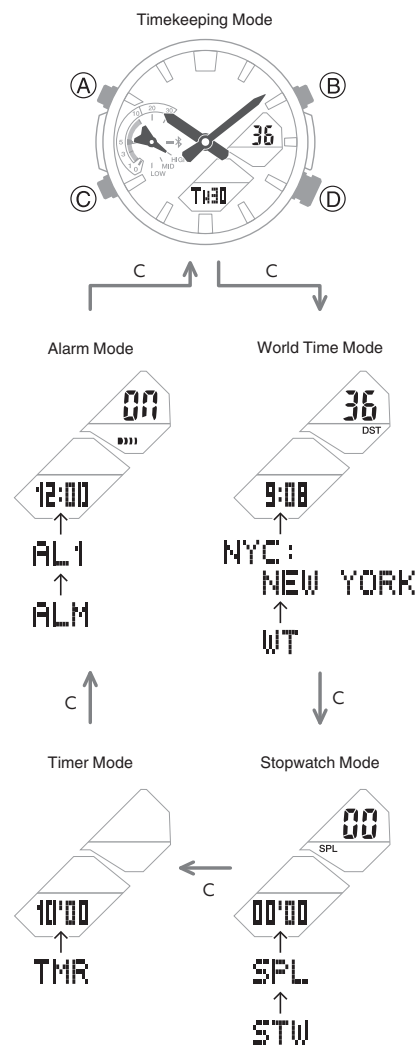 Timekeeping Mode
A
B
20
10
30
5
3
1
0
HIGH
MID
LOW
36
TW30
C
D
C
C
Alarm Mode
World Time Mode
ON
36
DST
12:00
9:08
AL1
NYC:
NEW YORK
ALM
WT
C
C
Timer Mode
Stopwatch Mode
00
SPL
C
10'00
00'00
TMR
SPL
STW